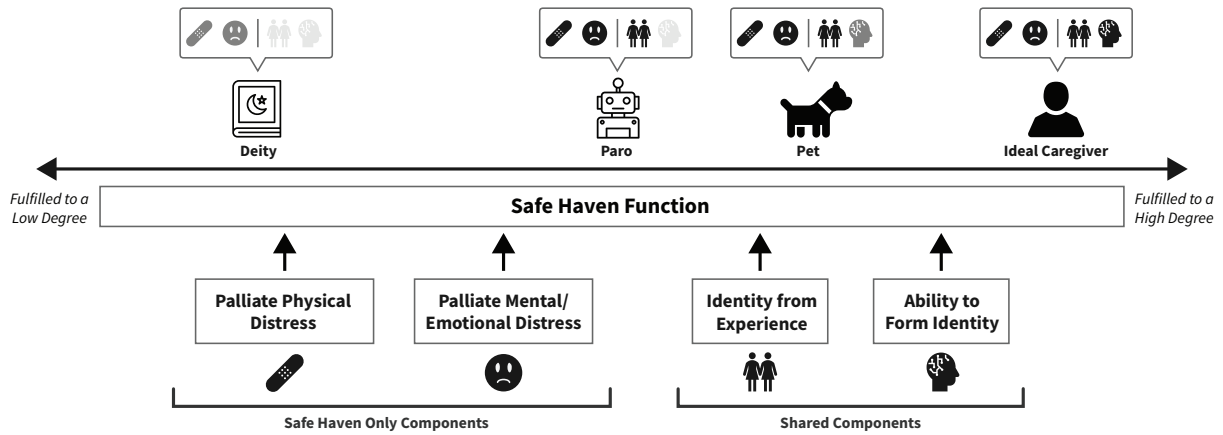 Deity
Paro
Pet
Ideal Caregiver
Fulfilled to a
Low Degree
Safe Haven Function
Fulfilled to a
High Degree
Palliate Physical
Distress
Palliate Mental/
Emotional Distress
Identity from
Experience
Ability to
Form Identity
Safe Haven Only Components
Shared Components